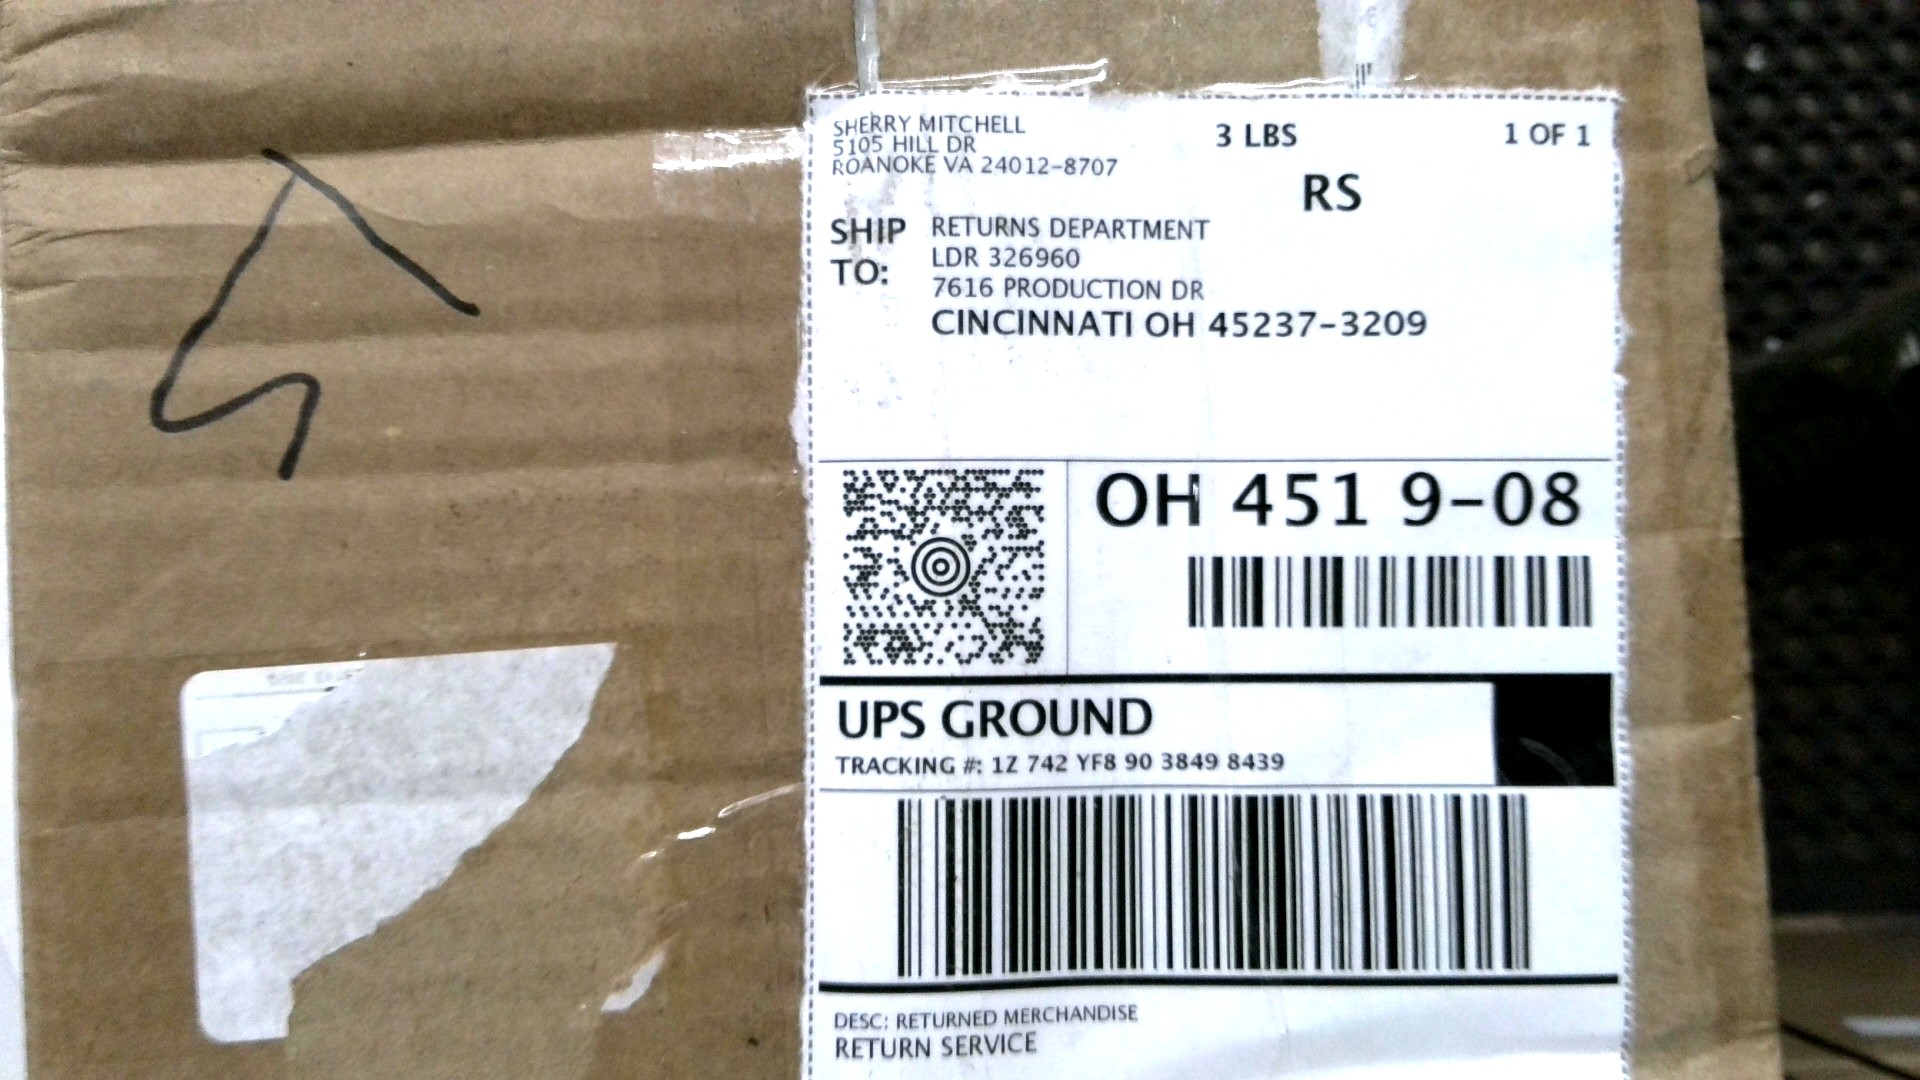 SHERRY MITCHELL
5105 HILL DR
ROANOKE VA 24012-8707
3 LBS
1 OF 1
RS
SHIP TO:
RETURNS DEPARTMENT
LDR 326960
7616 PRODUCTION DR
CINCINNATI OH 45237-3209
OH 451 9-08
UPS GROUND
TRACKING #: 1Z 742 YF8 90 3849 8439
DESC: RETURNED MERCHANDISE
RETURN SERVICE